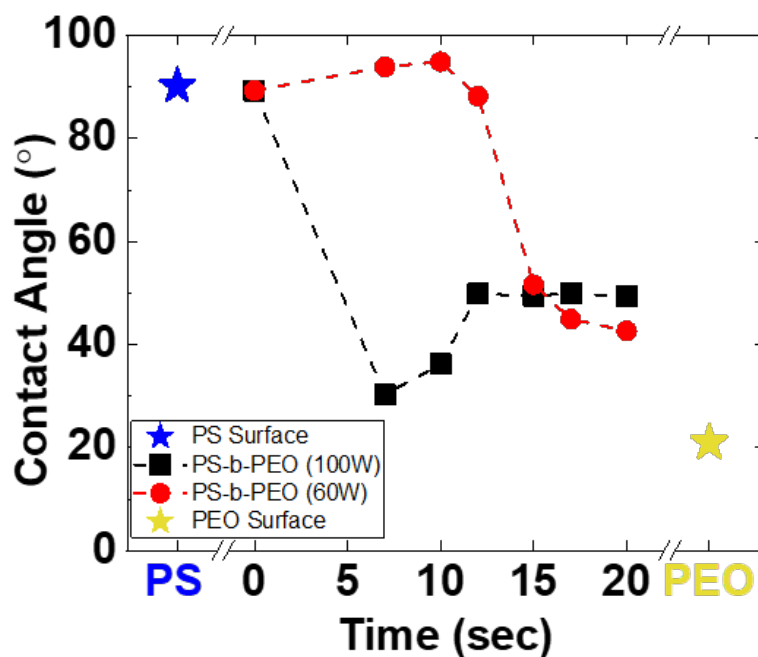 Contact Angle (°)
100
80
60
40
20
0
PS Surface
PS-b-PEO (100W)
PS-b-PEO (60W)
PEO Surface
PS 0 5 10 15 20 PEO
Time (sec)